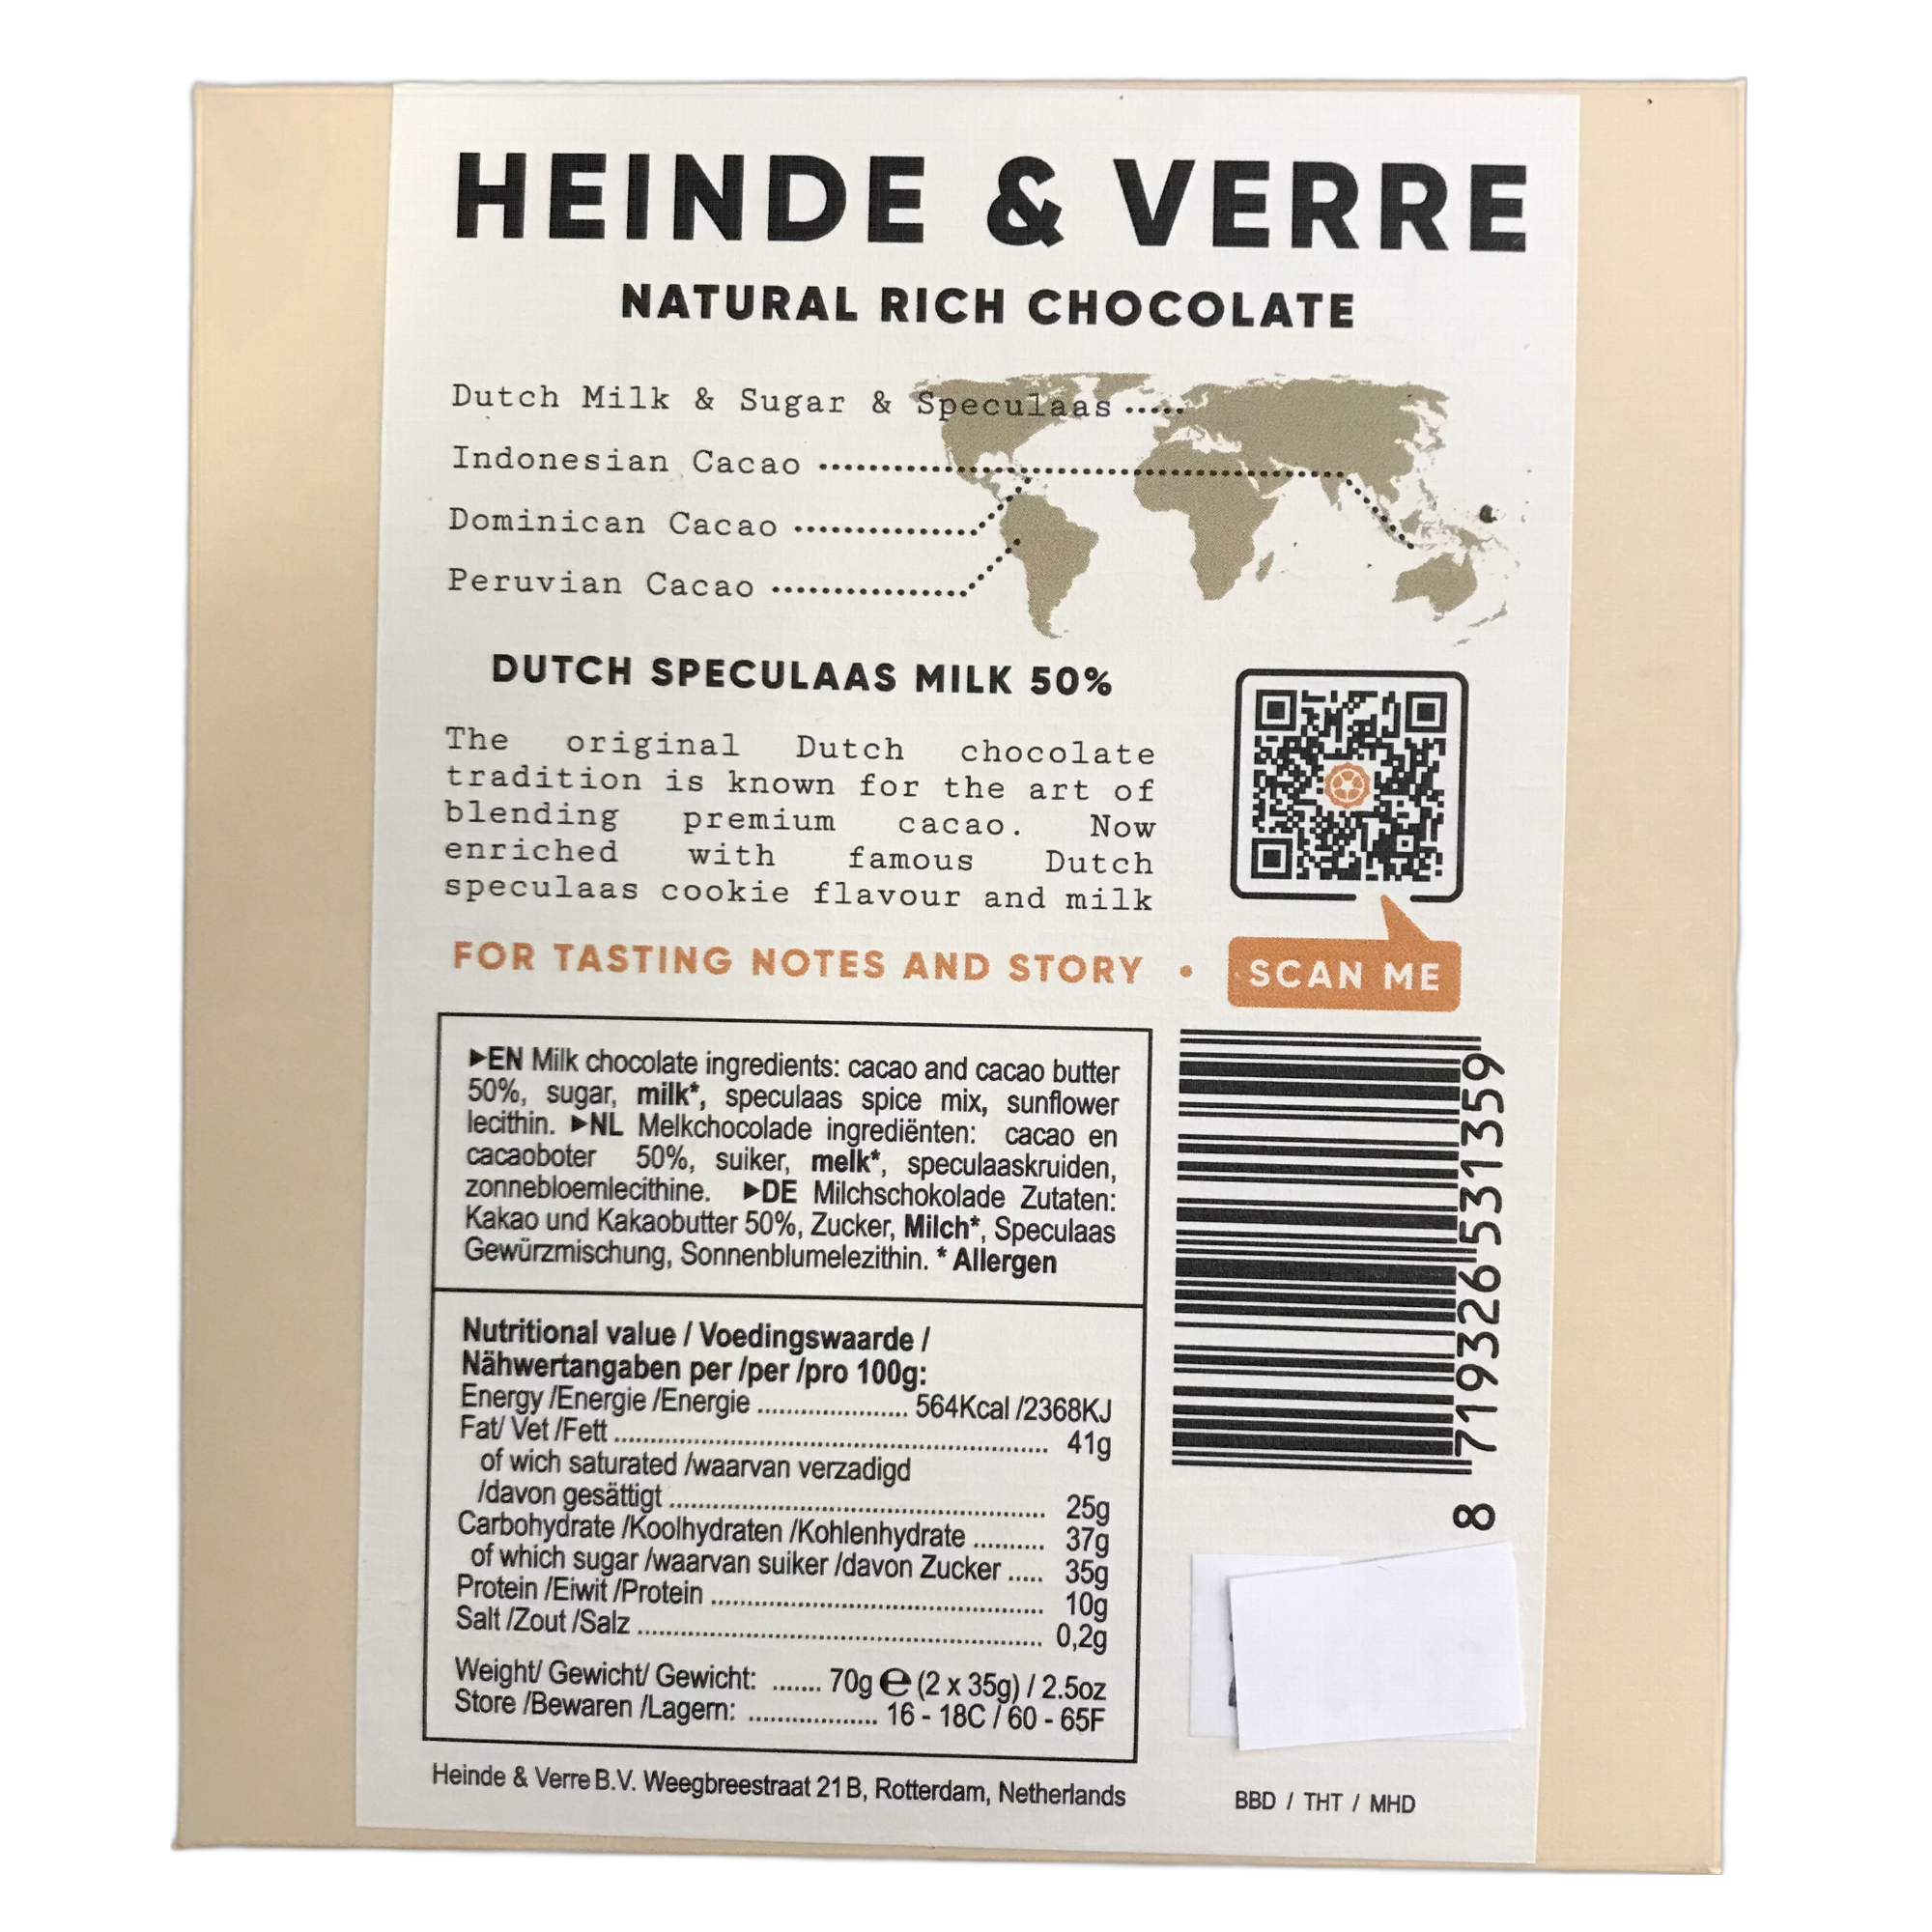 HEINDE & VERRE
NATURAL RICH CHOCOLATE
Dutch Milk & Sugar & Speculaas .....
Indonesian Cacao
Dominican Cacao
Peruvian Cacao
DUTCH SPECULAAS MILK 50%
The original Dutch chocolate
tradition is known for the art of
blending premium cacao. Now
enriched with famous Dutch
speculaas cookie flavour and milk
FOR TASTING NOTES AND STORY • SCAN ME
▶EN Milk chocolate ingredients: cacao and cacao butter
50%, sugar, milk*, speculaas spice mix, sunflower
lecithin. ▶NL Melkchocolade ingrediënten: cacao en
cacaoboter 50%, suiker, melk*, speculaaskruiden,
zonnebloemlecithine. ▶DE Milchschokolade Zutaten:
Kakao und Kakaobutter 50%, Zucker, Milch*, Speculaas
Gewürzmischung, Sonnenblumelezithin. * Allergen
Nutritional value / Voedingswaarde /
Nähwertangaben per /per /pro 100g:
Energy /Energie /Energie ..................... 564Kcal /2368KJ
Fat/ Vet /Fett ............................................................. 41g
of wich saturated /waarvan verzadigd
/davon gesättigt ..................................................... 25g
Carbohydrate /Koolhydraten /Kohlenhydrate .......... 37g
of which sugar /waarvan suiker /davon Zucker ..... 35g
Protein /Eiwit /Protein ............................................... 10g
Salt /Zout /Salz ......................................................... 0,2g
Weight/ Gewicht/ Gewicht: ....... 70g ℮ (2 x 35g) / 2.5oz
Store /Bewaren /Lagern: .................. 16 - 18C / 60 - 65F
8 719326 531359
Heinde & Verre B.V. Weegbreestraat 21 B, Rotterdam, Netherlands
BBD / THT / MHD